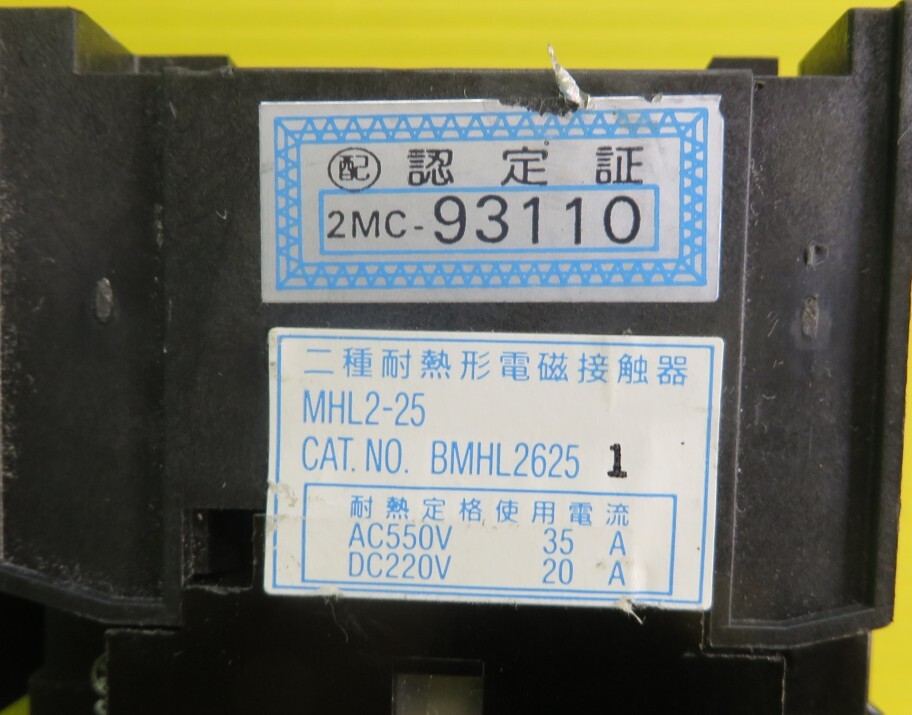 配 認定証
2MC-93110
二種耐熱形電磁接触器
MHL2-25
CAT.NO. BMHL2625 1
耐熱定格使用電流
AC550V 35 A
DC220V 20 A